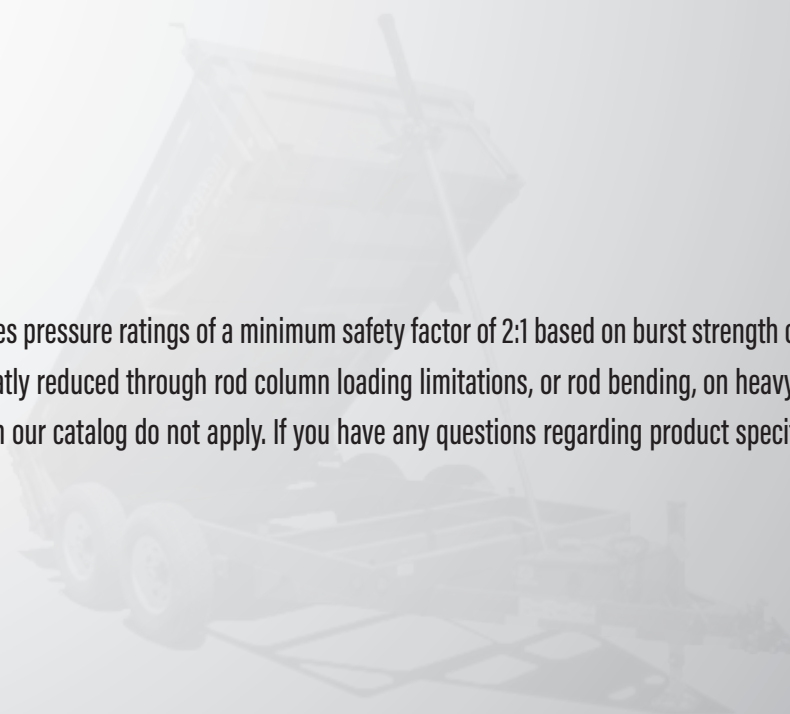 es pressure ratings of a minimum safety factor of 2:1 based on burst strength
atly reduced through rod column loading limitations, or rod bending, on heavy
our catalog do not apply. If you have any questions regarding product speci